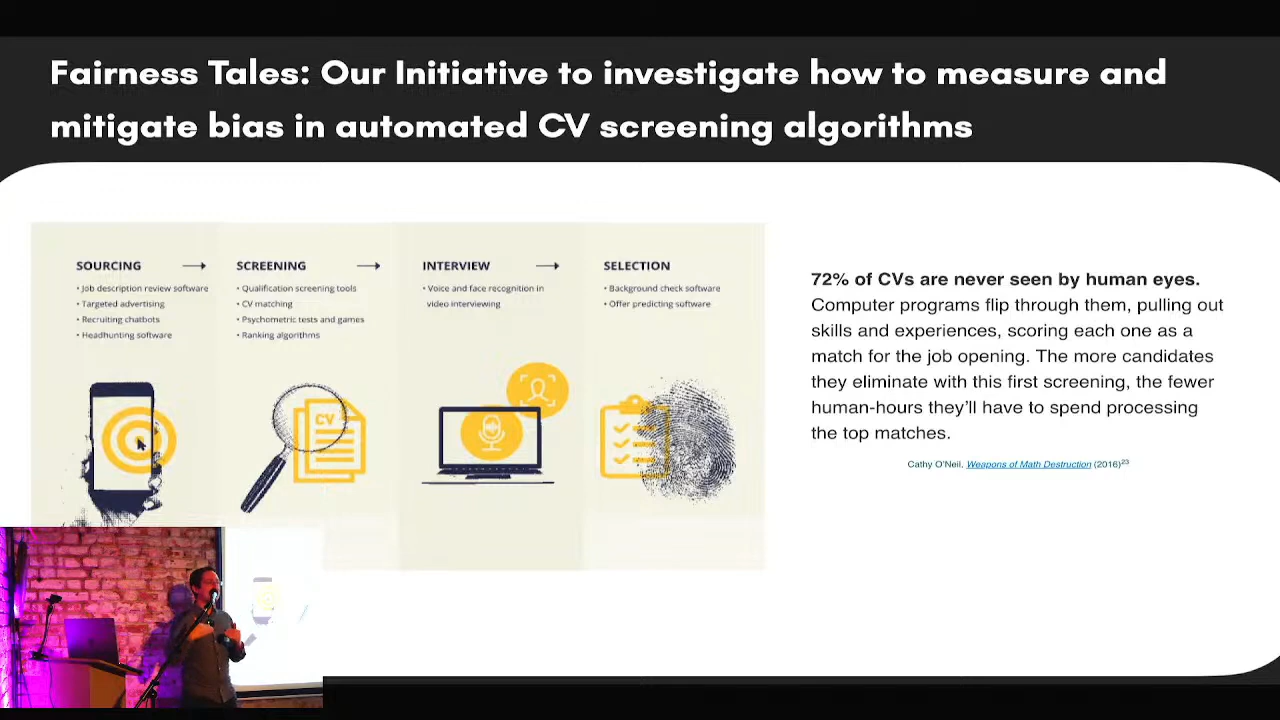 Fairness Tales: Our Initiative to investigate how to measure and
mitigate bias in automated CV screening algorithms
SOURCING
• Job description review software
• Targeted advertising
• Recruiting chatbots
• Headhunting software
SCREENING
• Qualification screening tools
• CV matching
• Psychometric tests and games
• Ranking algorithms
CV
INTERVIEW
• Voice and face recognition in
video interviewing
SELECTION
• Background check software
• Offer predicting software
72% of CVs are never seen by human eyes.
Computer programs flip through them, pulling out
skills and experiences, scoring each one as a
match for the job opening. The more candidates
they eliminate with this first screening, the fewer
human-hours they’ll have to spend processing
the top matches.
Cathy O’Neil, Weapons of Math Destruction (2016)23